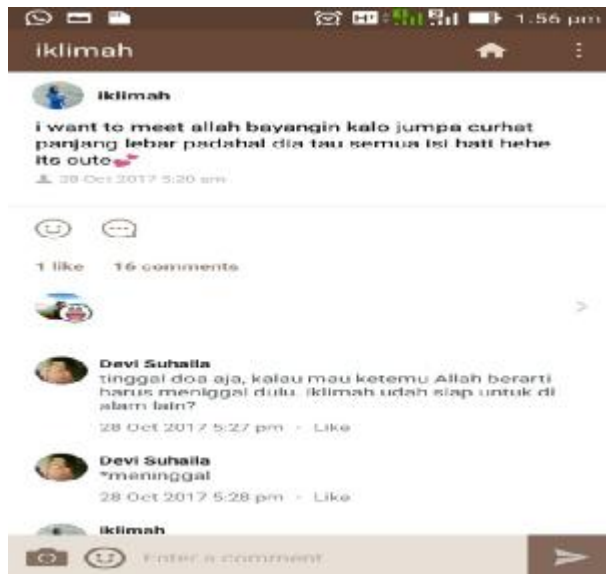 1.56 pm
iklimah
iklimah
i want to meet allah bayangin kalo jumpa curhat
panjang lebar padahal dia tau semua isi hati hehe
its cute💕
28 Oct 2017 5:20 am
1 like 16 comments
Devi Suhaila
tinggal doa aja, kalau mau ketemu Allah berarti
harus meniggal dulu. iklimah udah siap untuk di
alam lain?
28 Oct 2017 5:27 pm · Like
Devi Suhaila
*meninggal
28 Oct 2017 5:28 pm · Like
iklimah
Enter a comment